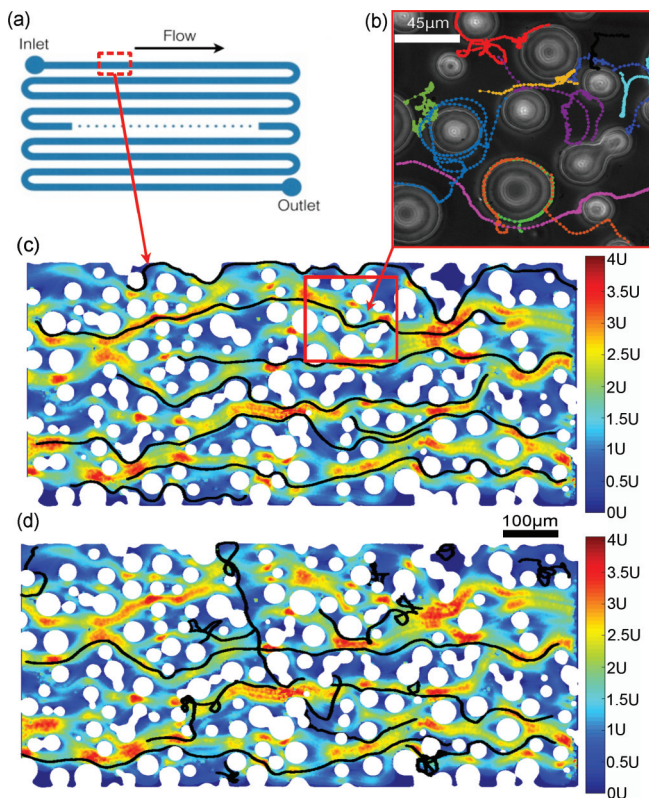 (a)
Inlet
Flow
Outlet
(b)
45µm
(c)
4U
3.5U
3U
2.5U
2U
1.5U
1U
0.5U
0U
(d)
100µm
4U
3.5U
3U
2.5U
2U
1.5U
1U
0.5U
0U